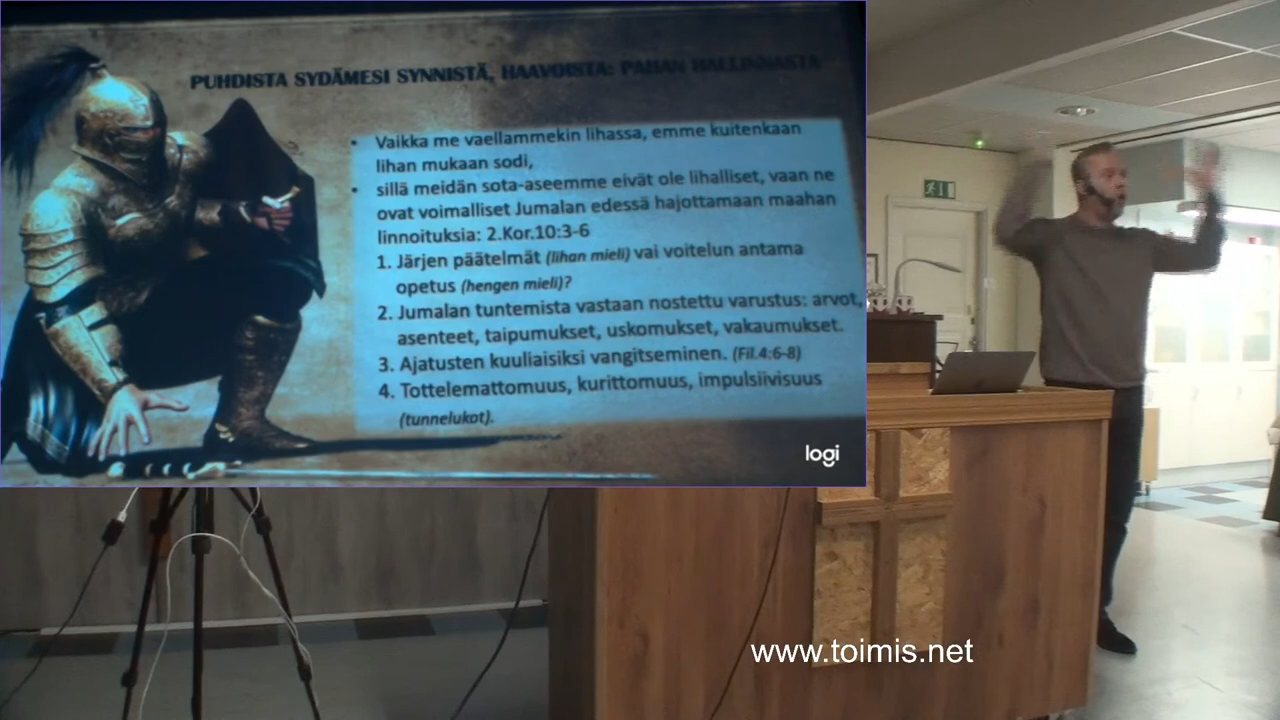 PUHDISTA SYDÄMESI SYNNISTÄ, HAAVOISTA: PAHAN HALLINNASTA
• Vaikka me vaellammekin lihassa, emme kuitenkaan
lihan mukaan sodi,
• sillä meidän sota-aseemme eivät ole lihalliset, vaan ne
ovat voimalliset Jumalan edessä hajottamaan maahan
linnoituksia: 2.Kor.10:3-6
1. Järjen päätelmät (lihan mieli) vai voitelun antama
opetus (hengen mieli)?
2. Jumalan tuntemista vastaan nostettu varustus: arvot,
asenteet, taipumukset, uskomukset, vakaumukset.
3. Ajatusten kuuliaisiksi vangitseminen. (Fil.4:6-8)
4. Tottelemattomuus, kurittomuus, impulsiivisuus
(tunnelukot).
logi
www.toimis.net